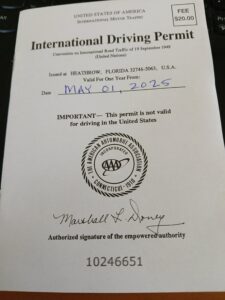 UNITED STATES OF AMERICA
INTERNATIONAL MOTOR TRAFFIC
FEE
$20.00
International Driving Permit
Convention on International Road Traffic of 19 September 1949
(United Nations)
Issued at HEATHROW, FLORIDA 32746-5063, U.S.A.
Valid For One Year From:
Date MAY 01, 2025
IMPORTANT— This permit is not valid
for driving in the United States
THE AMERICAN AUTOMOBILE ASSOCIATION
AAA
CONNECTICUT · 1910
Marshall L. Doney
Authorized signature of the empowered authority
10246651